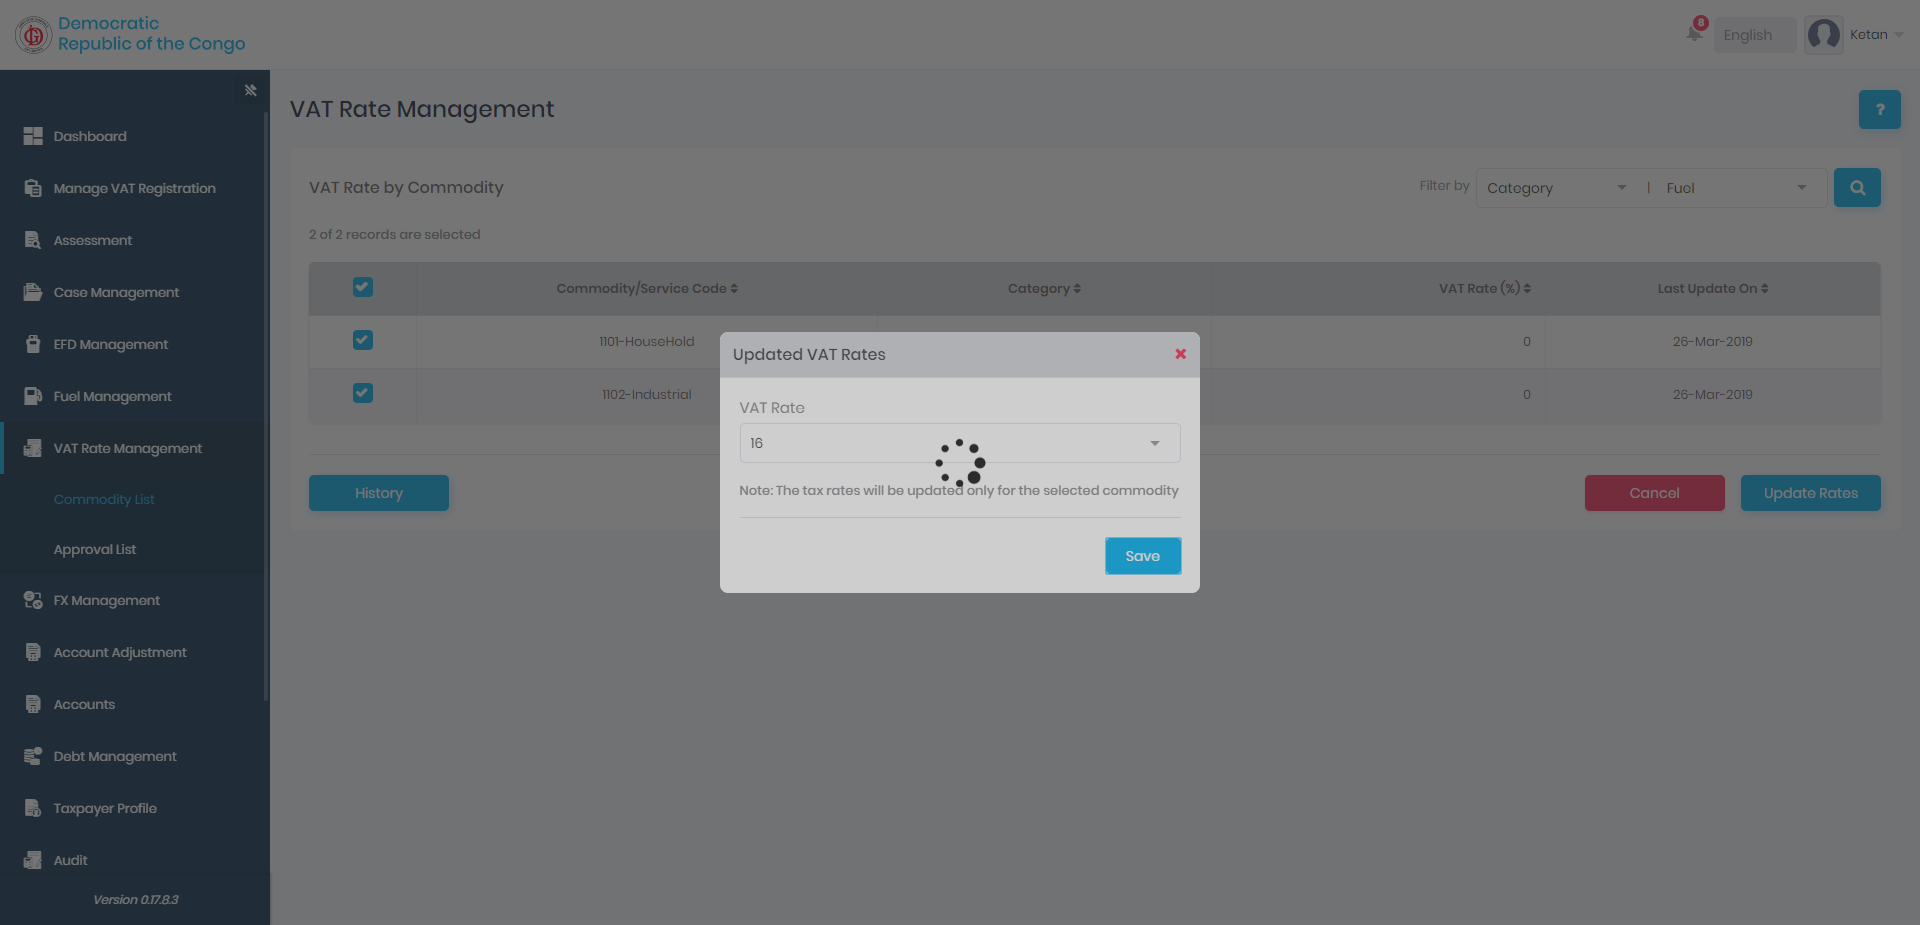 Democratic
Republic of the Congo
8
English
Ketan
Dashboard
Manage VAT Registration
Assessment
Case Management
EFD Management
Fuel Management
VAT Rate Management
Commodity List
Approval List
FX Management
Account Adjustment
Accounts
Debt Management
Taxpayer Profile
Audit
Version 0.17.8.3
VAT Rate Management
?
VAT Rate by Commodity
Filter by
Category
|
Fuel
2 of 2 records are selected
Commodity/Service Code
Category
VAT Rate (%)
Last Update On
1101-HouseHold
0
26-Mar-2019
1102-Industrial
0
26-Mar-2019
History
Cancel
Update Rates
Updated VAT Rates
VAT Rate
16
Note: The tax rates will be updated only for the selected commodity
Save